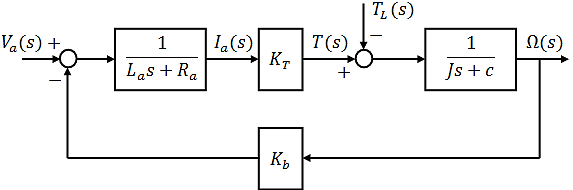 T_L(s)
V_a(s) + I_a(s) T(s) − Ω(s)
1/(L_a s + R_a) K_T 1/(Js + c)
− +
K_b